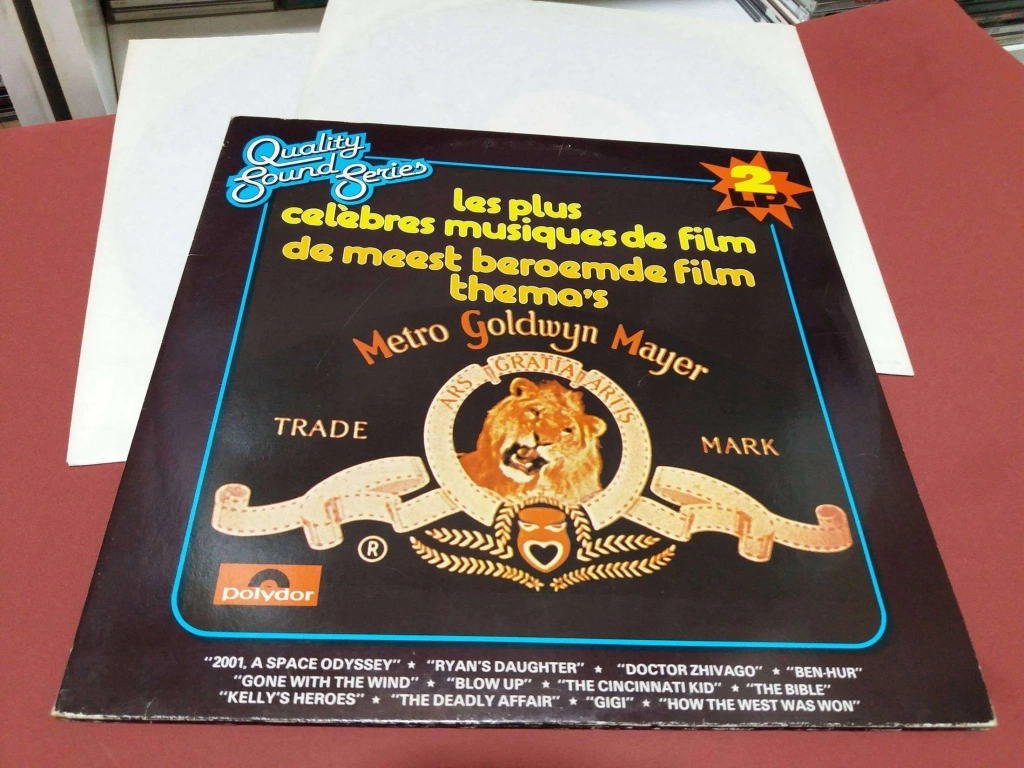 Quality
Sound Series
2
LP
les plus
celèbres musiques de film
de meest beroemde film
thema's
Metro Goldwyn Mayer
ARS GRATIA ARTIS
TRADE
MARK
®
polydor
"2001, A SPACE ODYSSEY" ★ "RYAN'S DAUGHTER" ★ "DOCTOR ZHIVAGO" ★ "BEN-HUR"
"GONE WITH THE WIND" ★ "BLOW UP" ★ "THE CINCINNATI KID" ★ "THE BIBLE"
"KELLY'S HEROES" ★ "THE DEADLY AFFAIR" ★ "GIGI" ★ "HOW THE WEST WAS WON"